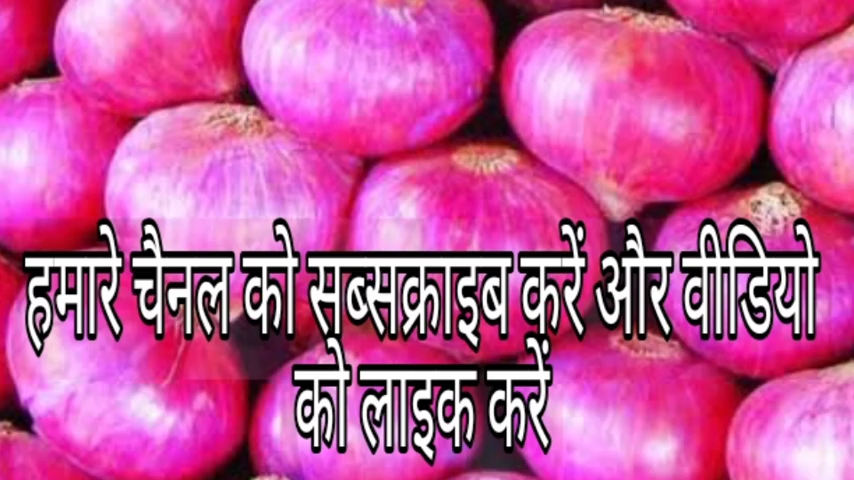 हमारे चैनल को सब्सक्राइब करें और वीडियो
को लाइक करें